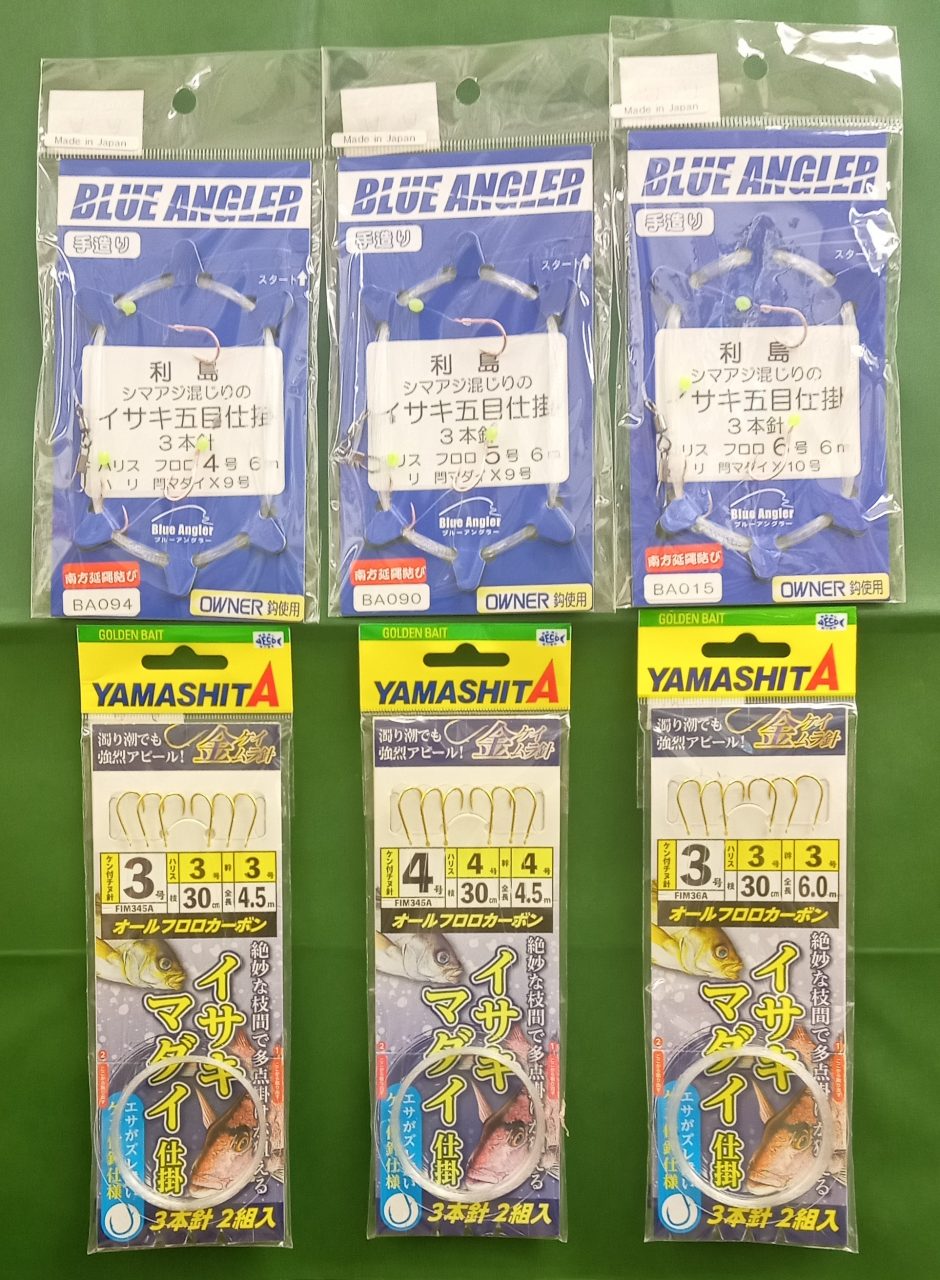 Made in Japan
BLUE ANGLER
手造り
スタート
利島
シマアジ混じりの
イサキ五目仕掛
3本針
ハリス フロロ 4号 6m
ハリ 閂マダイX9号
Blue Angler
ブルーアングラー
南方延縄結び
BA094
OWNER 鈎使用
Made in Japan
BLUE ANGLER
手造り
スタート
利島
シマアジ混じりの
イサキ五目仕掛
3本針
リス フロロ 5号 6m
リ 閂マダイX9号
Blue Angler
ブルーアングラー
南方延縄結び
BA090
OWNER 鈎使用
Made in Japan
BLUE ANGLER
手造り
スタート
利島
シマアジ混じりの
イサキ五目仕掛
3本針
リス フロロ 6号 6m
リ 閂マダイX10号
Blue Angler
ブルーアングラー
南方延縄結び
BA015
OWNER 鈎使用
GOLDEN BAIT
YAMASHITA
濁り潮でも
強烈アピール!
金ケイムラ針
ケン付チヌ針 3号
ハリス 3号 幹 3号
枝 30cm 全長 4.5m
FIM345A
オールフロロカーボン
絶妙な枝間で多点掛け
イサキ
マダイ仕掛
エサがズレ
3本針 2組入
GOLDEN BAIT
YAMASHITA
濁り潮でも
強烈アピール!
金ケイムラ針
ケン付チヌ針 4号
ハリス 4号 幹 4号
枝 30cm 全長 4.5m
FIM345A
オールフロロカーボン
絶妙な枝間で多点掛
イサキ
マダイ仕掛
エサがズレ
3本針 2組入
GOLDEN BAIT
YAMASHITA
濁り潮でも
強烈アピール!
金ケイムラ針
ケン付チヌ針 3号
ハリス 3号 幹 3号
枝 30cm 全長 6.0m
FIM36A
オールフロロカーボン
絶妙な枝間で多点掛
イサキ
マダイ仕掛
エサがズレ
3本針 2組入